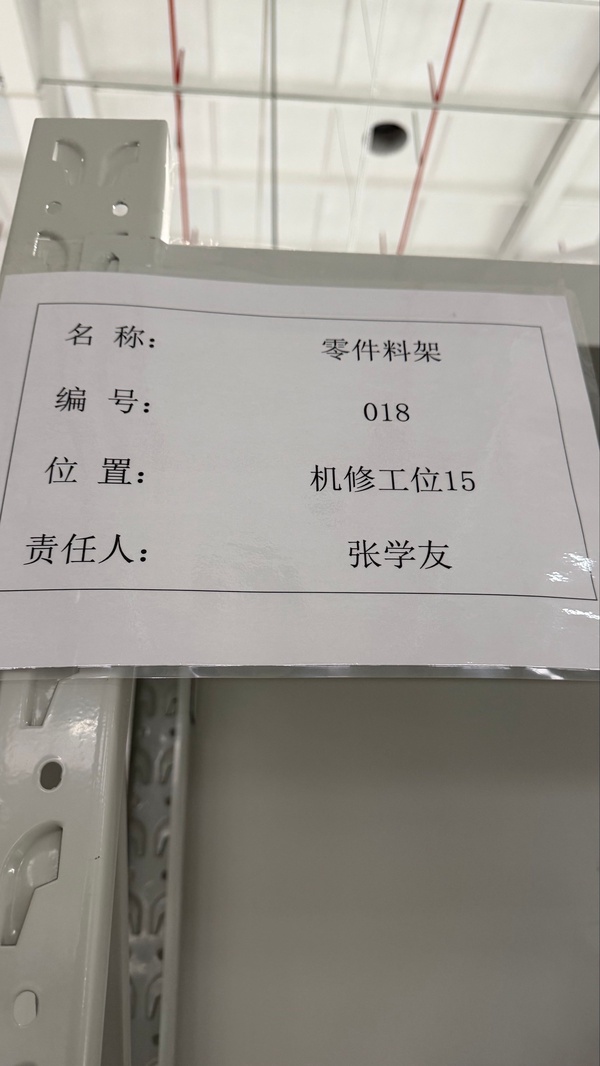 名 称： 零件料架
编 号： 018
位 置： 机修工位15
责任人： 张学友